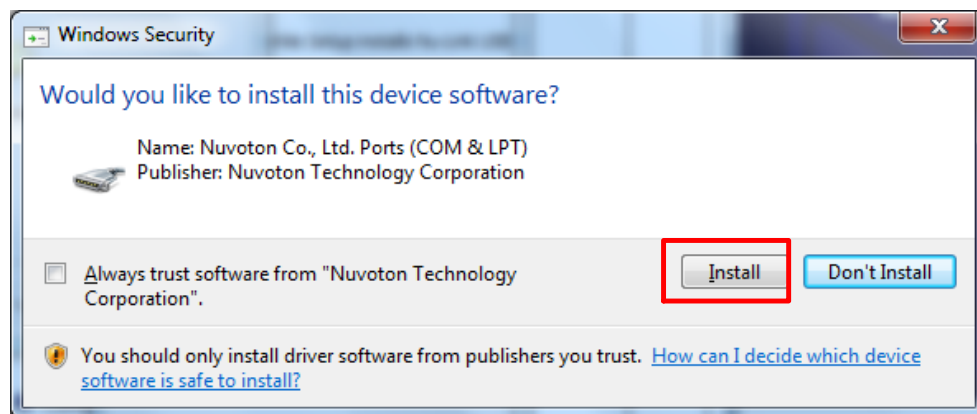 Windows Security
Would you like to install this device software?
Name: Nuvoton Co., Ltd. Ports (COM & LPT)
Publisher: Nuvoton Technology Corporation
Always trust software from "Nuvoton Technology
Corporation".
Install
Don't Install
You should only install driver software from publishers you trust. How can I decide which device
software is safe to install?